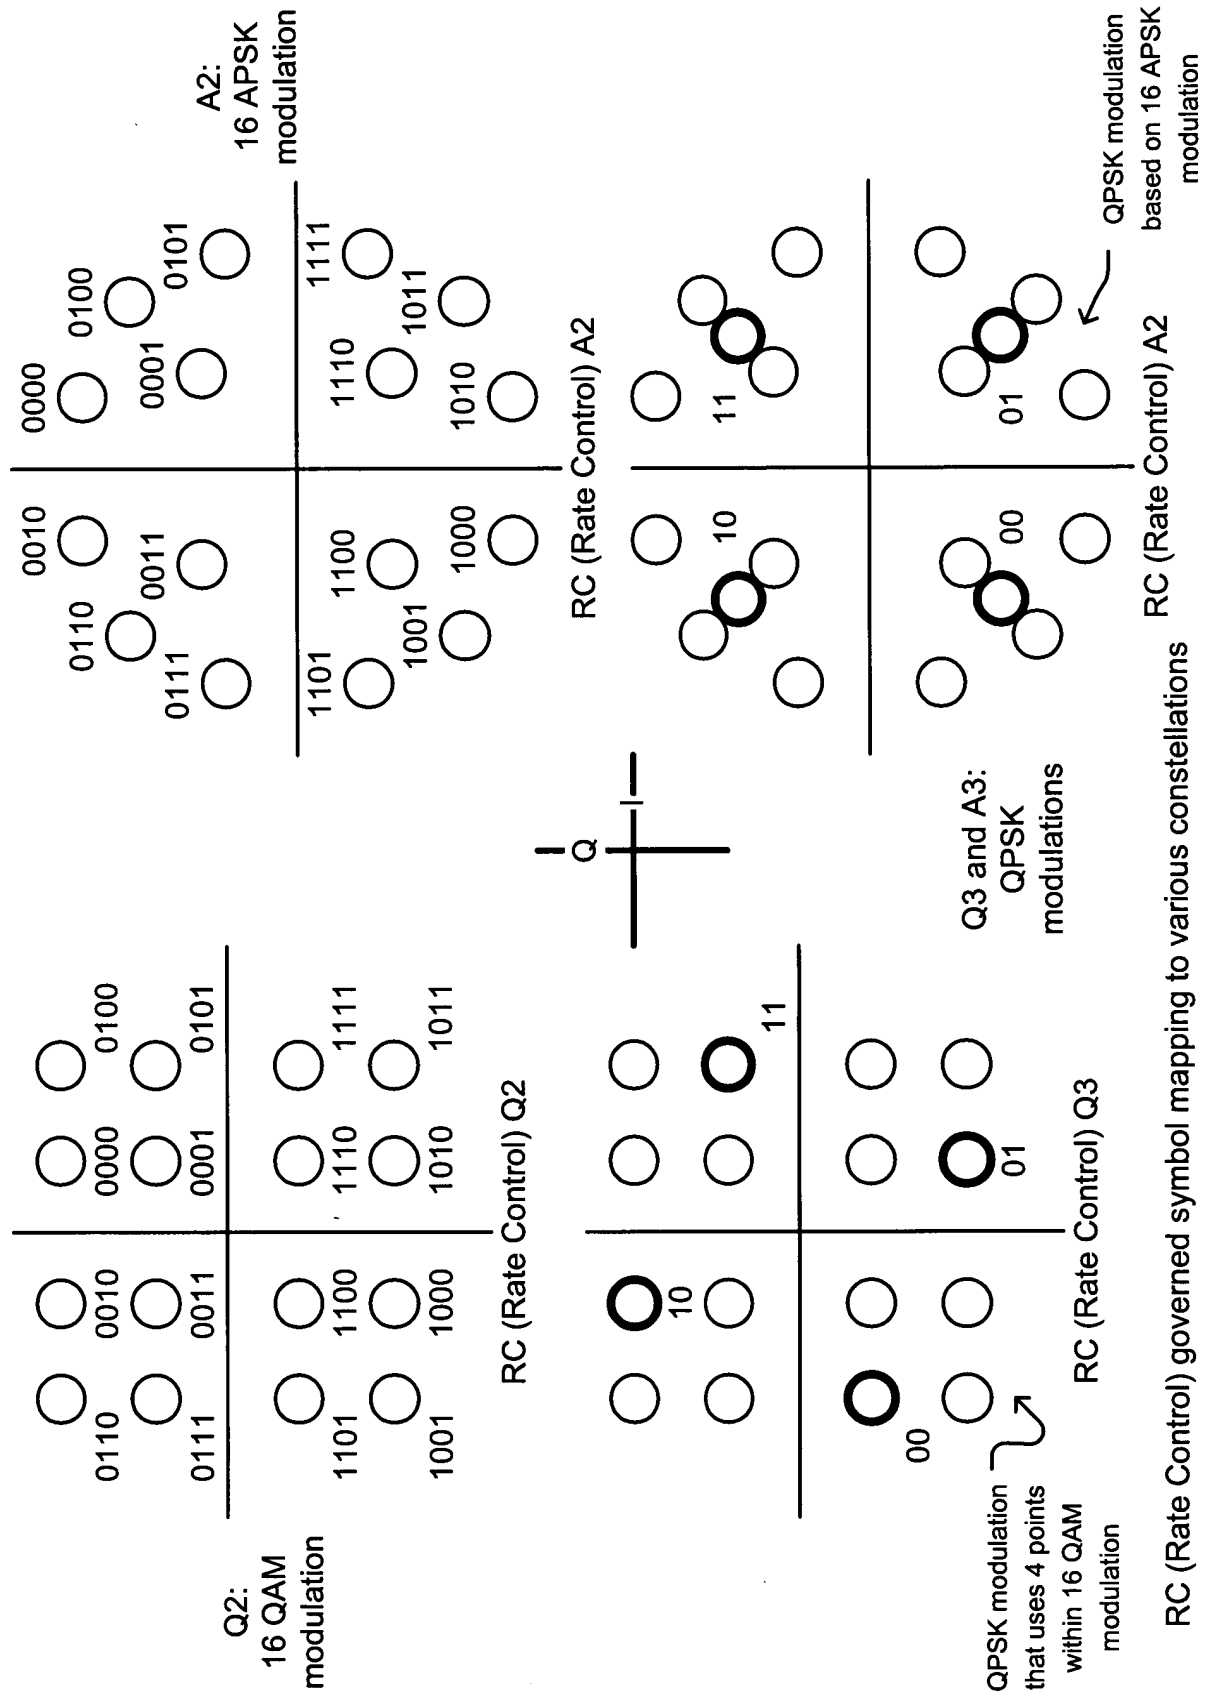 Q2:
16 QAM
modulation
0110 0010 0000 0100
0111 0011 0001 0101
1101 1100 1110 1111
1001 1000 1010 1011
RC (Rate Control) Q2
A2:
16 APSK
modulation
0010 0000
0110 0100
0011 0001
0111 0101
1101 1111
1100 1110
1001 1011
1000 1010
RC (Rate Control) A2
Q
I
10
11
00
01
RC (Rate Control) Q3
QPSK modulation
that uses 4 points
within 16 QAM
modulation
Q3 and A3:
QPSK
modulations
10 11
00 01
RC (Rate Control) A2
QPSK modulation
based on 16 APSK
modulation
RC (Rate Control) governed symbol mapping to various constellations